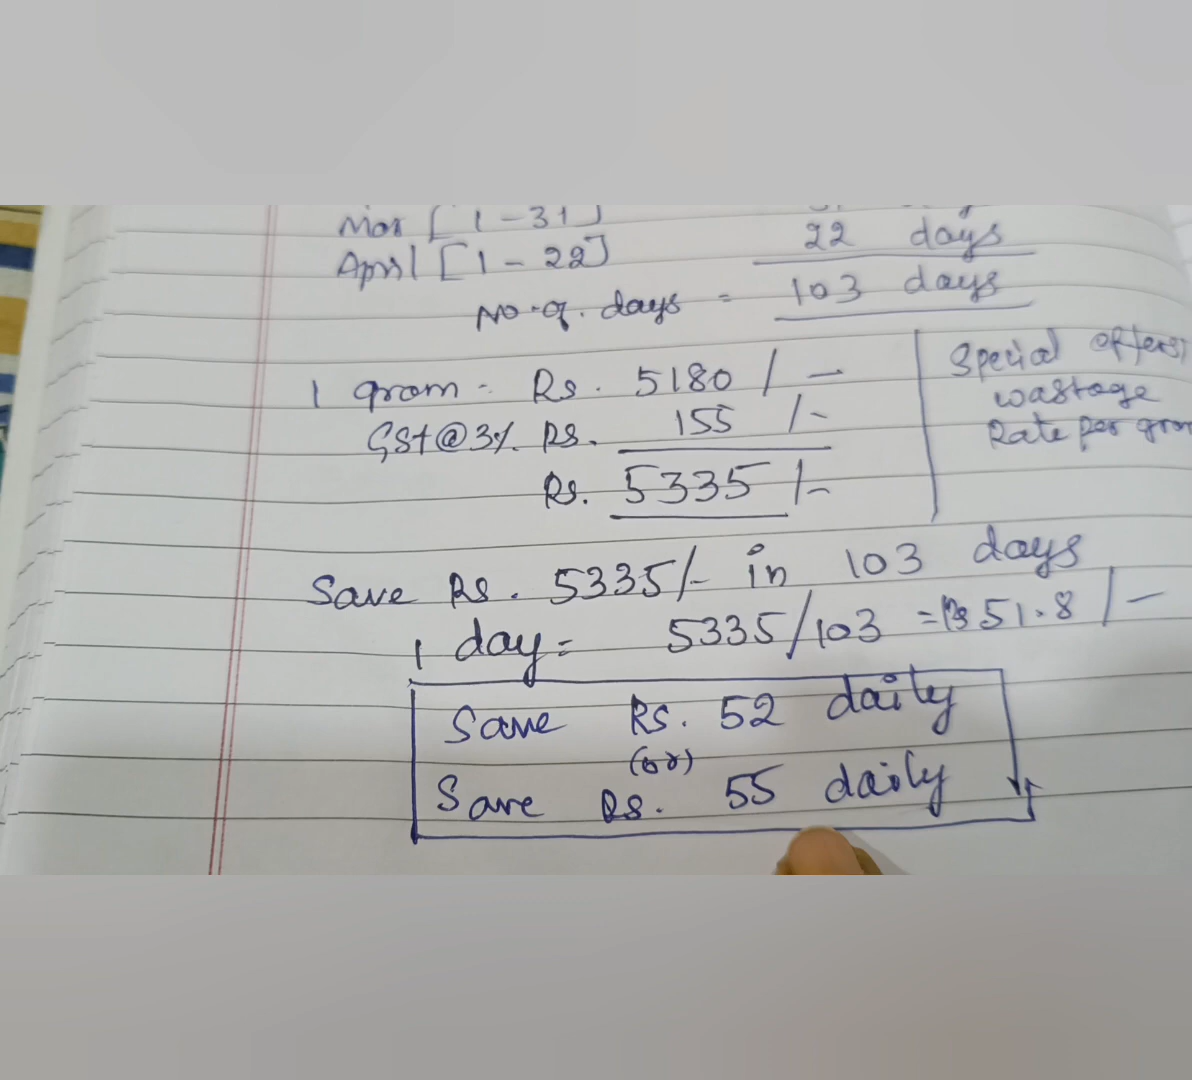 Mar [1-31]
April [1-22] 22 days
No. of. days = 103 days
1 gram - Rs. 5180/-
GST@3% Rs. 155/-
Rs. 5335/-
Special offers,
wastage
Rate per gram
Save Rs. 5335/- in 103 days
1 day = 5335/103 = Rs 51.8/-
Save Rs. 52 daily
(or)
Save Rs. 55 daily